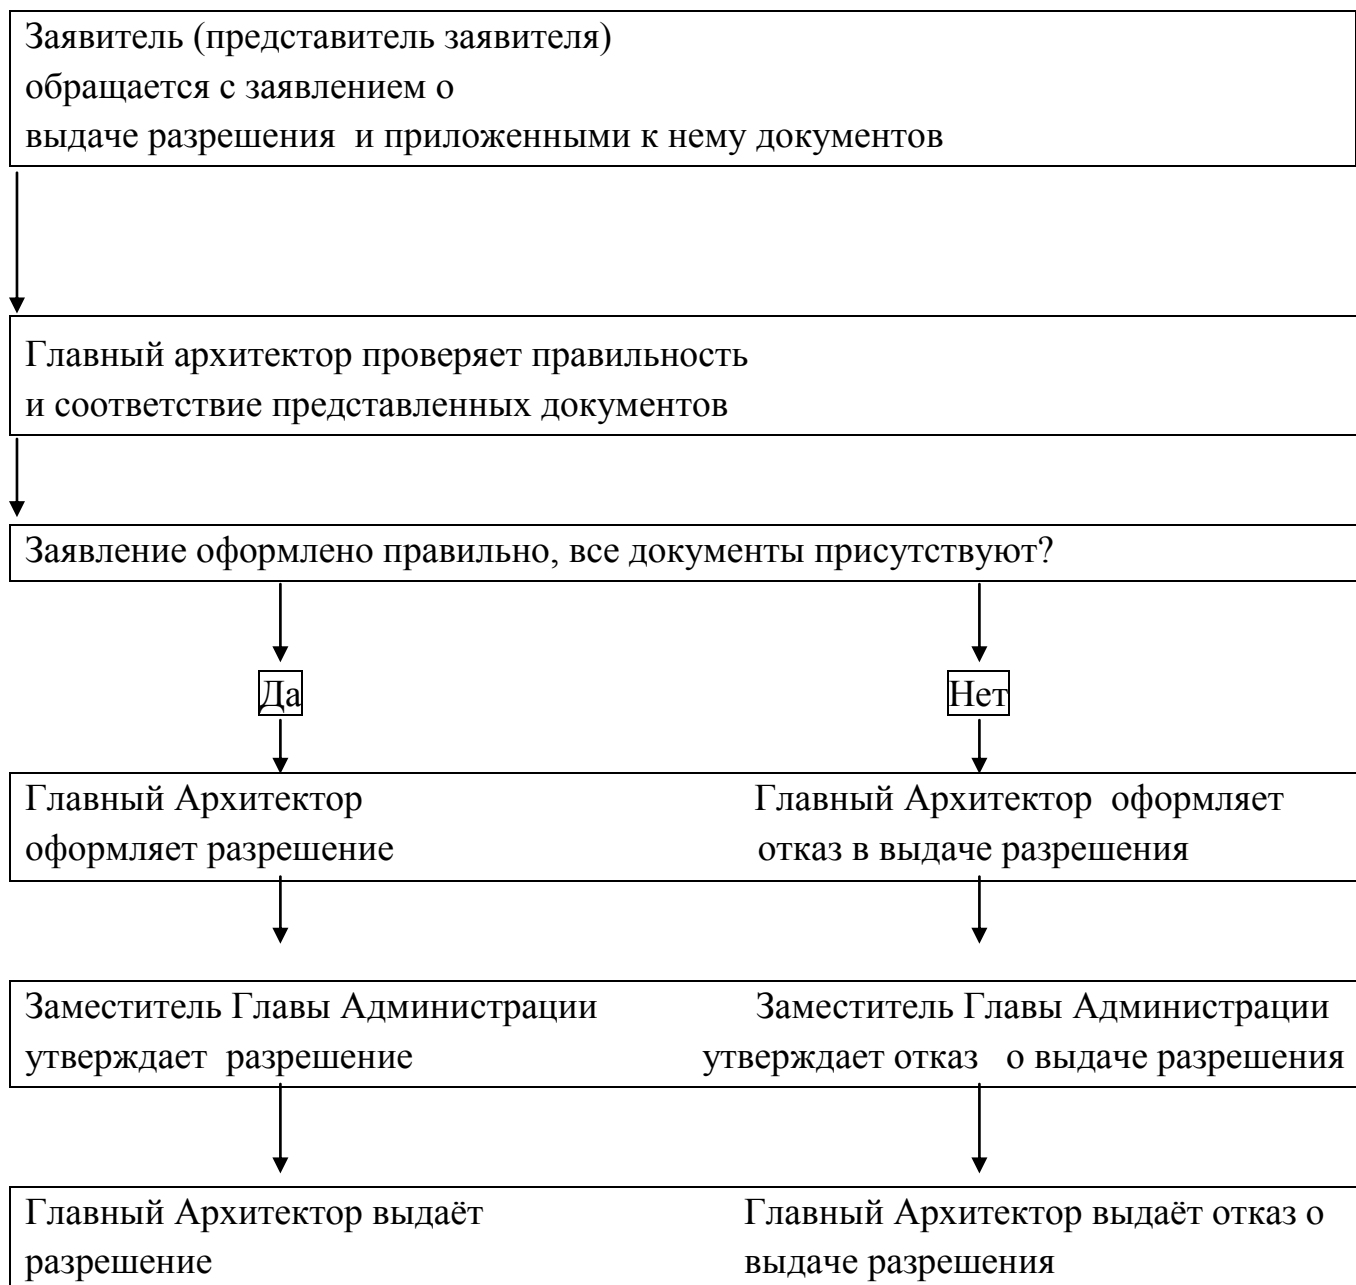 Заявитель (представитель заявителя)
обращается с заявлением о
выдаче разрешения и приложенными к нему документов
Главный архитектор проверяет правильность
и соответствие представленных документов
Заявление оформлено правильно, все документы присутствуют?
Да
Нет
Главный Архитектор
оформляет разрешение
Главный Архитектор оформляет
отказ в выдаче разрешения
Заместитель Главы Администрации
утверждает разрешение
Заместитель Главы Администрации
утверждает отказ о выдаче разрешения
Главный Архитектор выдаёт
разрешение
Главный Архитектор выдаёт отказ о
выдаче разрешения